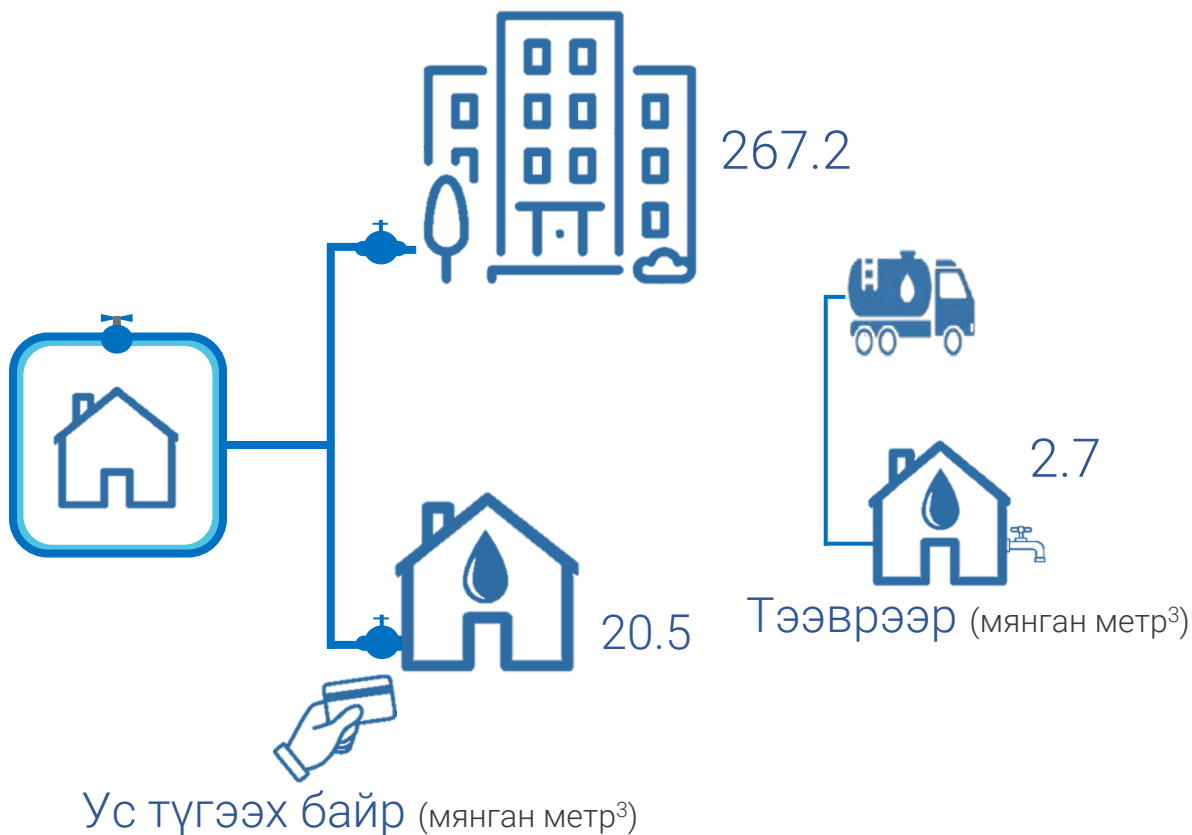 267.2
2.7
Тээврээр (мянган метр³)
20.5
Ус түгээх байр (мянган метр³)